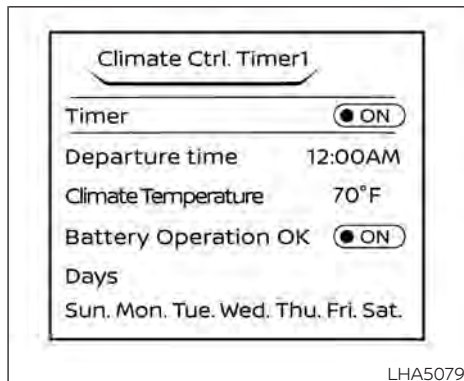 Climate Ctrl. Timer1
Timer ON
Departure time 12:00AM
Climate Temperature 70°F
Battery Operation OK ON
Days
Sun. Mon. Tue. Wed. Thu. Fri. Sat.
LHA5079